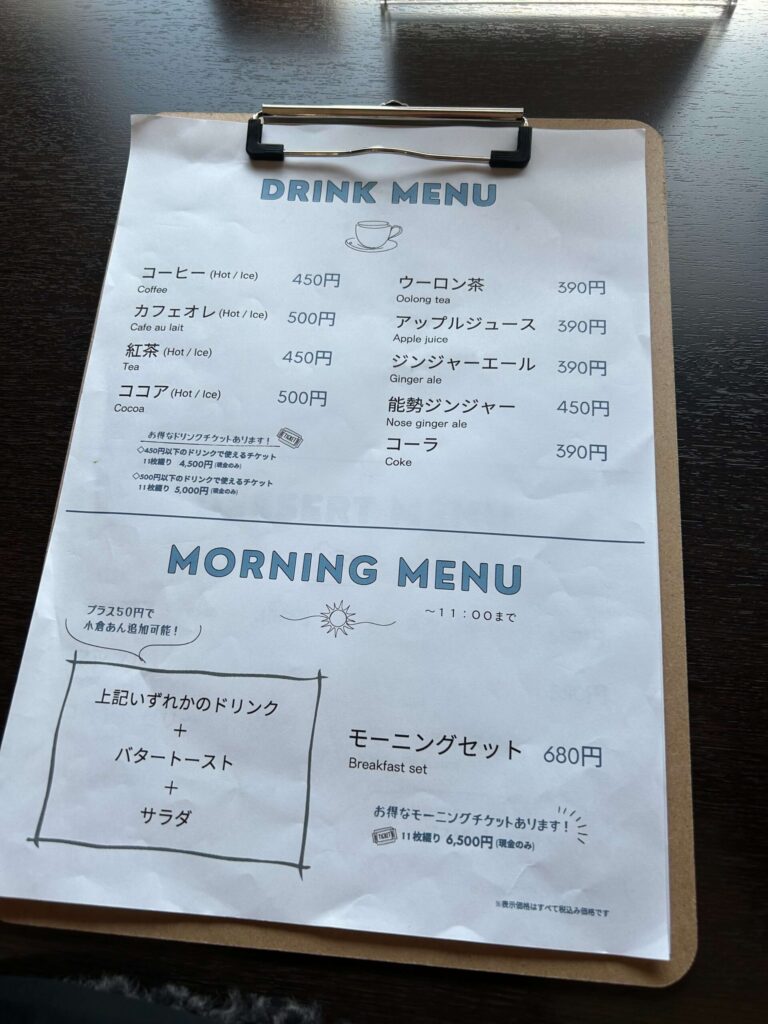 DRINK MENU
コーヒー (Hot / Ice) 450円
Coffee
カフェオレ (Hot / Ice) 500円
Cafe au lait
紅茶 (Hot / Ice) 450円
Tea
ココア (Hot / Ice) 500円
Cocoa
お得なドリンクチケットあります！
TICKET
◇450円以下のドリンクで使えるチケット
11枚綴り 4,500円 (現金のみ)
◇500円以下のドリンクで使えるチケット
11枚綴り 5,000円 (現金のみ)
ウーロン茶 390円
Oolong tea
アップルジュース 390円
Apple juice
ジンジャーエール 390円
Ginger ale
能勢ジンジャー 450円
Nose ginger ale
コーラ 390円
Coke
MORNING MENU
〜11：00まで
プラス50円で
小倉あん追加可能！
上記いずれかのドリンク
＋
バタートースト
＋
サラダ
モーニングセット 680円
Breakfast set
お得なモーニングチケットあります！
TICKET 11枚綴り 6,500円 (現金のみ)
※表示価格はすべて税込み価格です